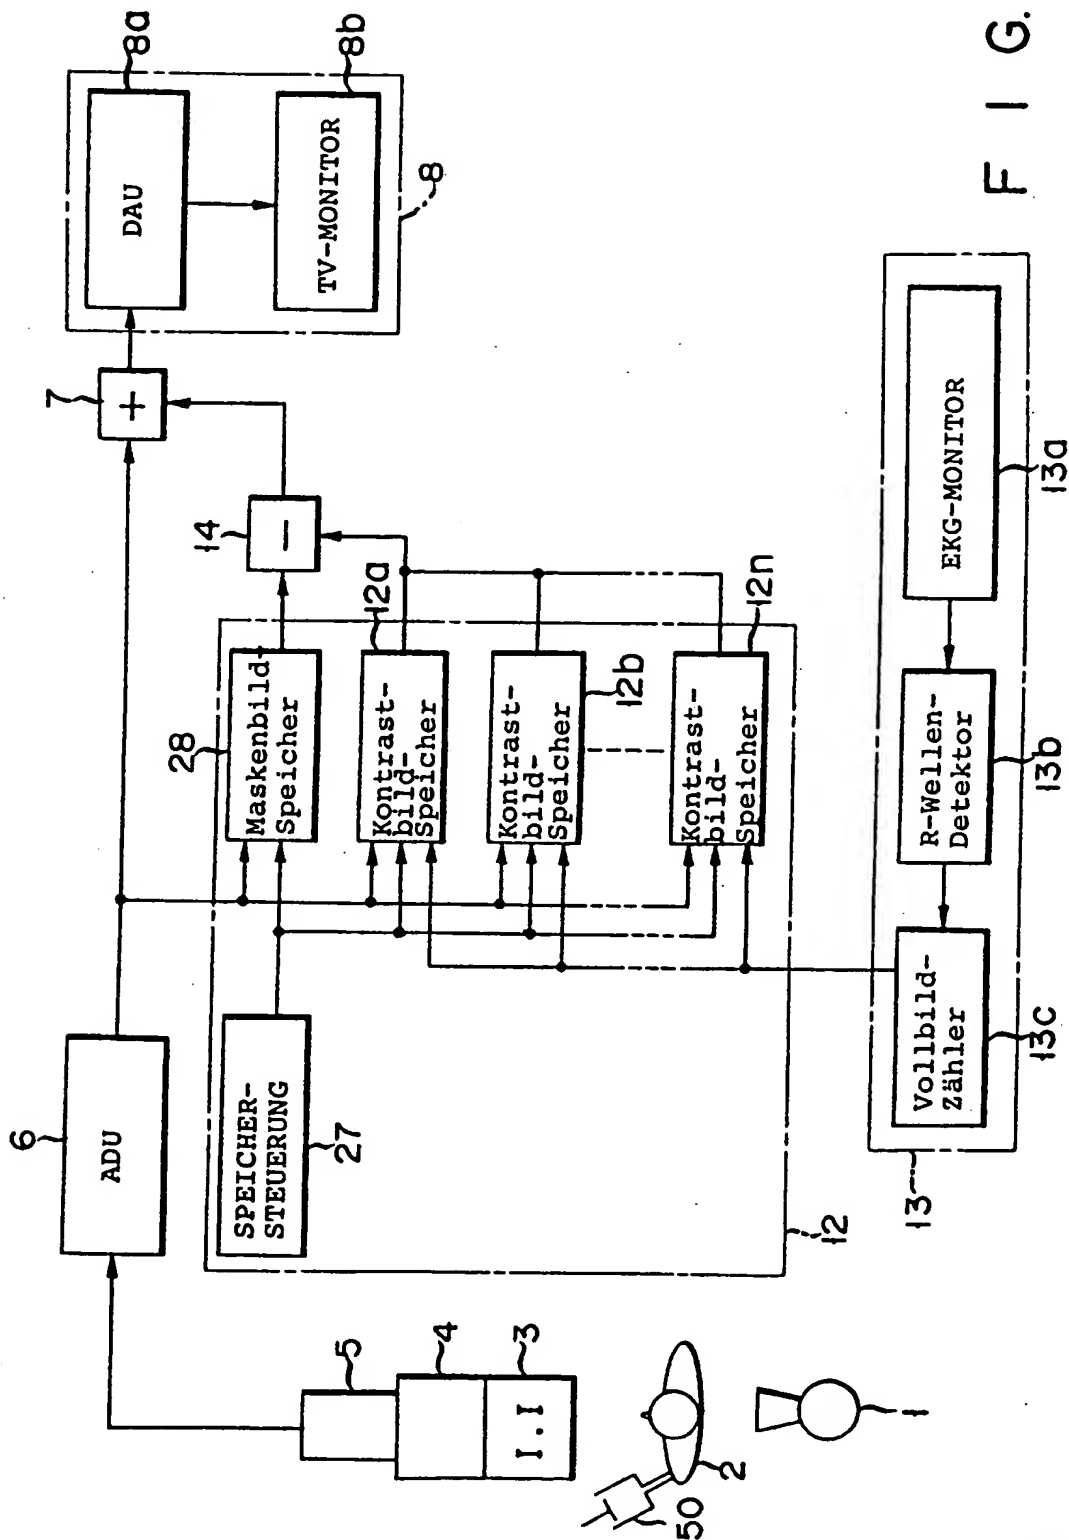 8a
DAU
8b
TV-MONITOR
8
7
+
14
−
28
Maskenbild-
Speicher
12a
Kontrast-
bild-
Speicher
12b
Kontrast-
bild-
Speicher
12n
Kontrast-
bild-
Speicher
6
ADU
SPEICHER-
STEUERUNG
27
12
EKG-MONITOR
13a
R-Wellen-
Detektor
13b
Vollbild-
Zähler
13c
13
5
4
3
I.I
2
50
1
F I G.